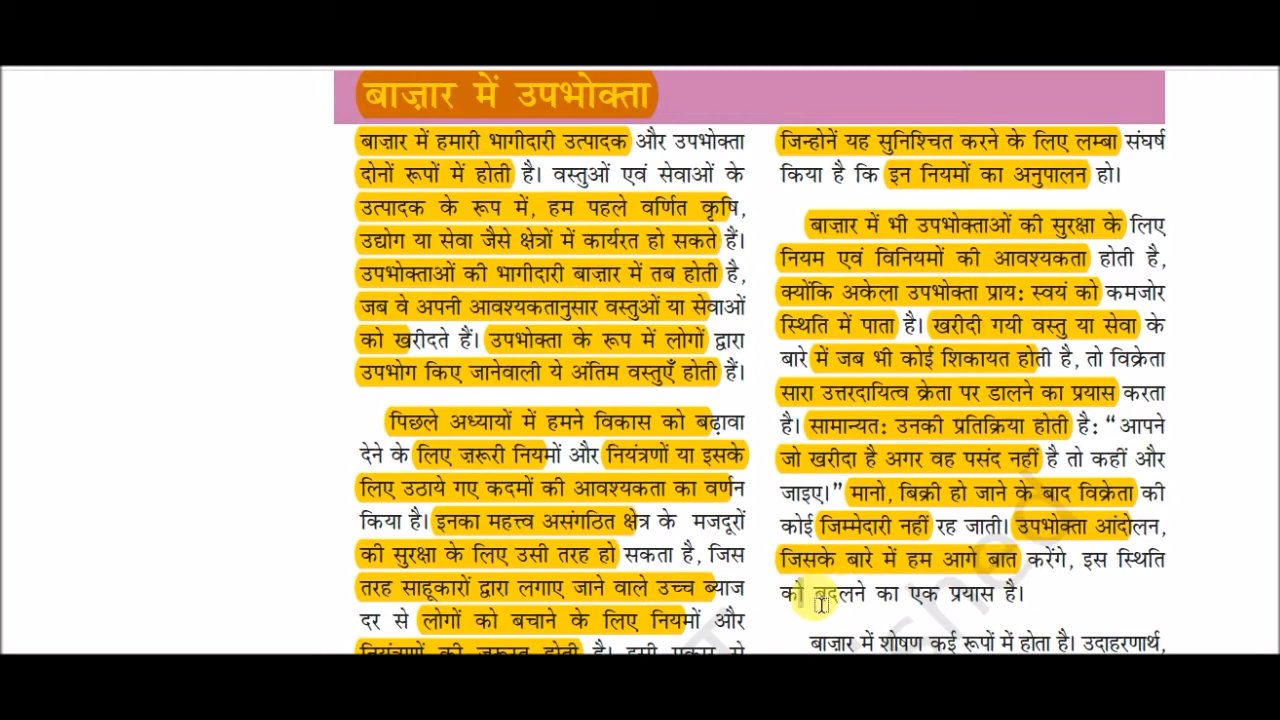 बाज़ार में उपभोक्ता
बाज़ार में हमारी भागीदारी उत्पादक और उपभोक्ता
दोनों रूपों में होती है। वस्तुओं एवं सेवाओं के
उत्पादक के रूप में, हम पहले वर्णित कृषि,
उद्योग या सेवा जैसे क्षेत्रों में कार्यरत हो सकते हैं।
उपभोक्ताओं की भागीदारी बाज़ार में तब होती है,
जब वे अपनी आवश्यकतानुसार वस्तुओं या सेवाओं
को खरीदते हैं। उपभोक्ता के रूप में लोगों द्वारा
उपभोग किए जानेवाली ये अंतिम वस्तुएँ होती हैं।
पिछले अध्यायों में हमने विकास को बढ़ावा
देने के लिए ज़रूरी नियमों और नियंत्रणों या इसके
लिए उठाये गए कदमों की आवश्यकता का वर्णन
किया है। इनका महत्त्व असंगठित क्षेत्र के मजदूरों
की सुरक्षा के लिए उसी तरह हो सकता है, जिस
तरह साहूकारों द्वारा लगाए जाने वाले उच्च ब्याज
दर से लोगों को बचाने के लिए नियमों और
नियंत्रणों की ज़रूरत होती है। इसी प्रकार से
जिन्होनें यह सुनिश्चित करने के लिए लम्बा संघर्ष
किया है कि इन नियमों का अनुपालन हो।
बाज़ार में भी उपभोक्ताओं की सुरक्षा के लिए
नियम एवं विनियमों की आवश्यकता होती है,
क्योंकि अकेला उपभोक्ता प्राय: स्वयं को कमजोर
स्थिति में पाता है। खरीदी गयी वस्तु या सेवा के
बारे में जब भी कोई शिकायत होती है, तो विक्रेता
सारा उत्तरदायित्व क्रेता पर डालने का प्रयास करता
है। सामान्यत: उनकी प्रतिक्रिया होती है: “आपने
जो खरीदा है अगर वह पसंद नहीं है तो कहीं और
जाइए।” मानो, बिक्री हो जाने के बाद विक्रेता की
कोई जिम्मेदारी नहीं रह जाती। उपभोक्ता आंदोलन,
जिसके बारे में हम आगे बात करेंगे, इस स्थिति
को बदलने का एक प्रयास है।
बाज़ार में शोषण कई रूपों में होता है। उदाहरणार्थ,